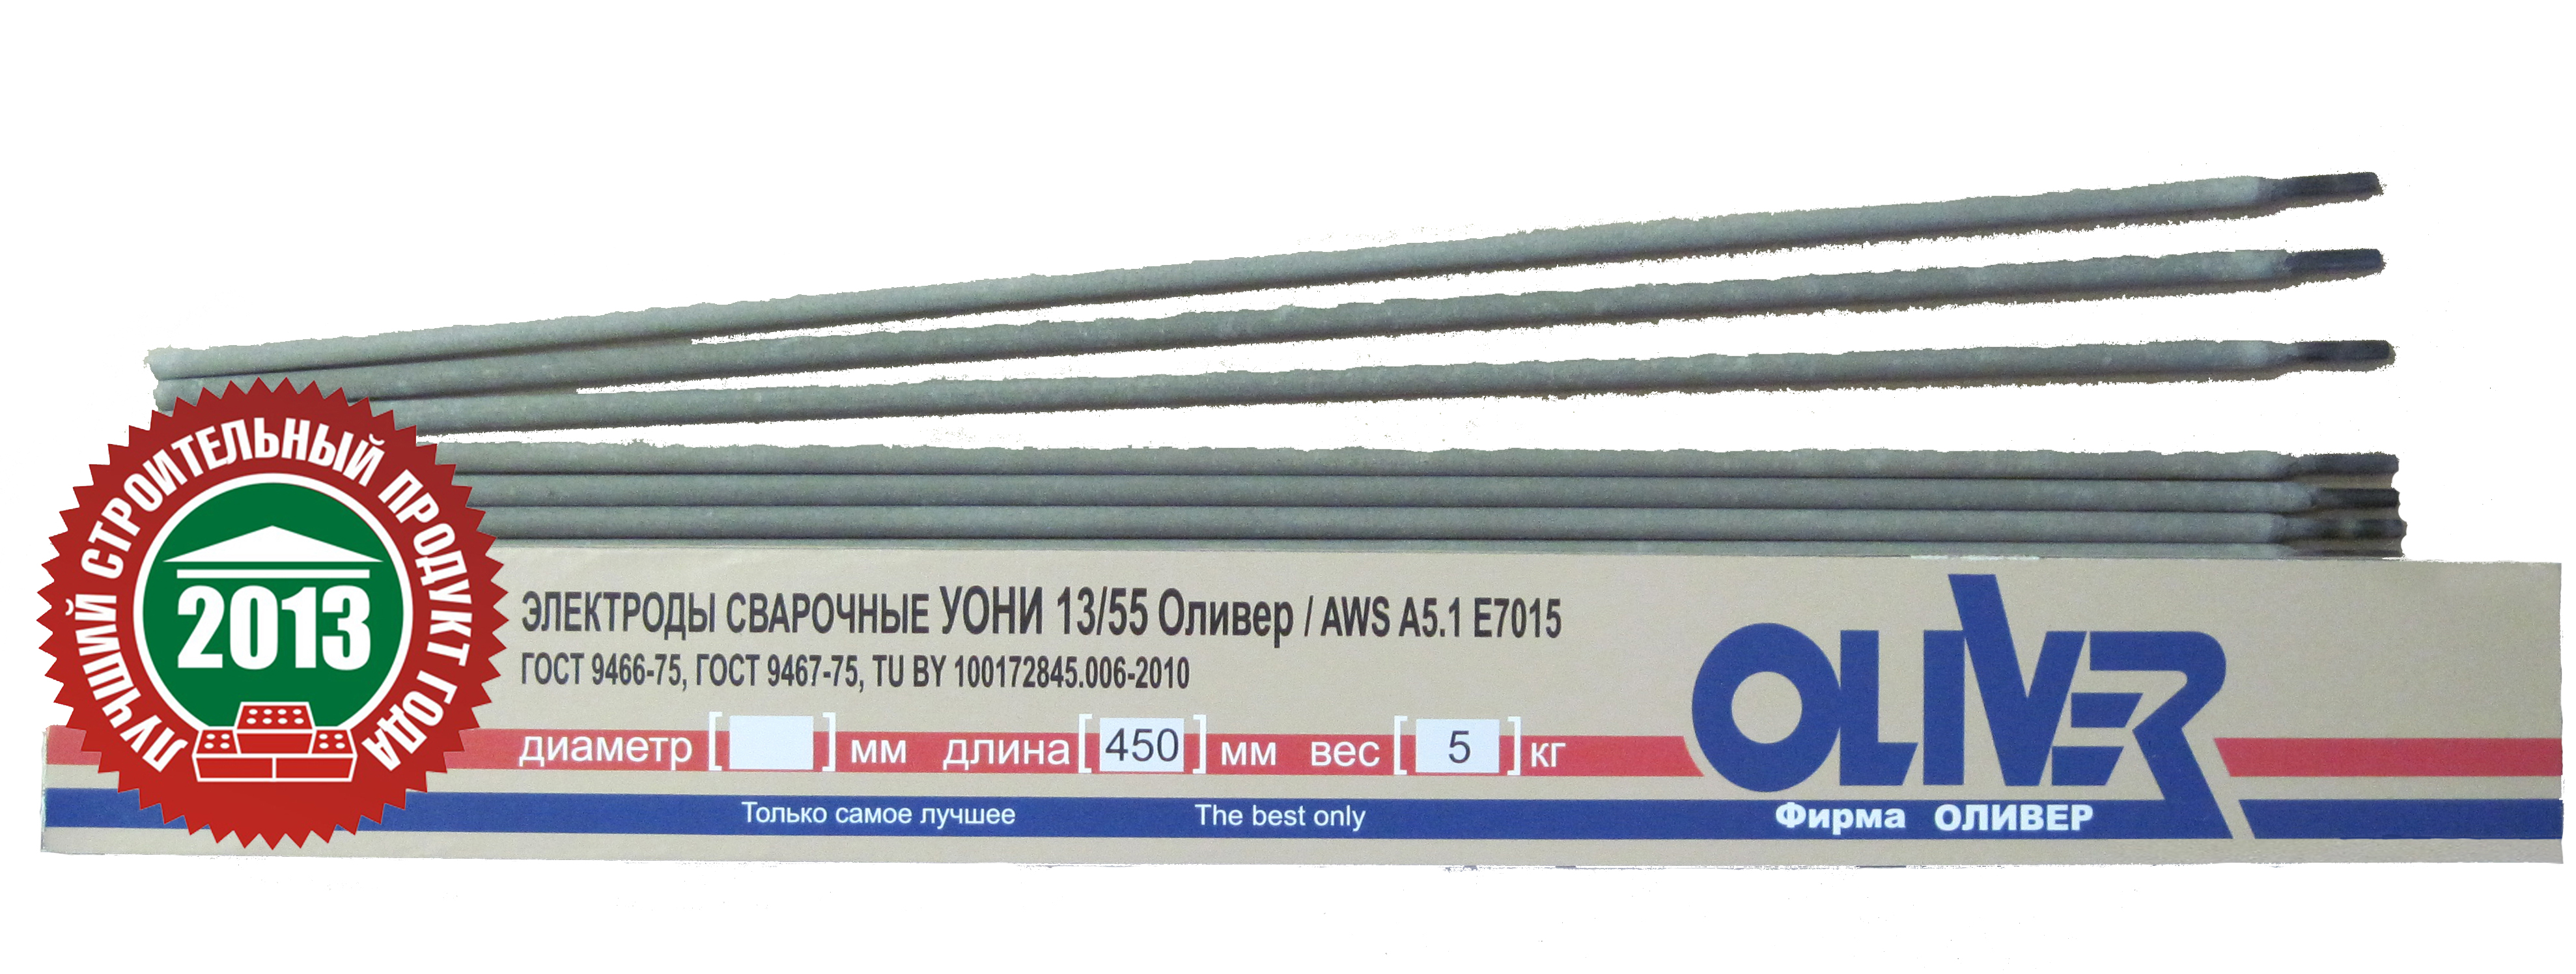 ЛУЧШИЙ СТРОИТЕЛЬНЫЙ ПРОДУКТ ГОДА
2013
ЭЛЕКТРОДЫ СВАРОЧНЫЕ УОНИ 13/55 Оливер / AWS A5.1 E7015
ГОСТ 9466-75, ГОСТ 9467-75, TU BY 100172845.006-2010
диаметр [ ] мм длина [ 450 ] мм вес [ 5 ] кг
Только самое лучшее The best only
OLIVER
Фирма ОЛИВЕР